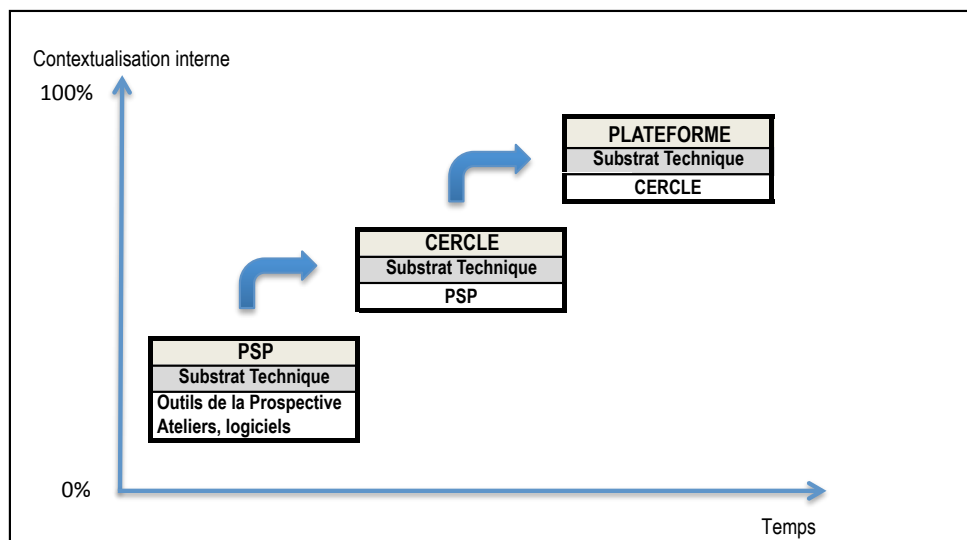 Contextualisation interne
100%
PLATEFORME
Substrat Technique
CERCLE
CERCLE
Substrat Technique
PSP
PSP
Substrat Technique
Outils de la Prospective
Ateliers, logiciels
0%
Temps